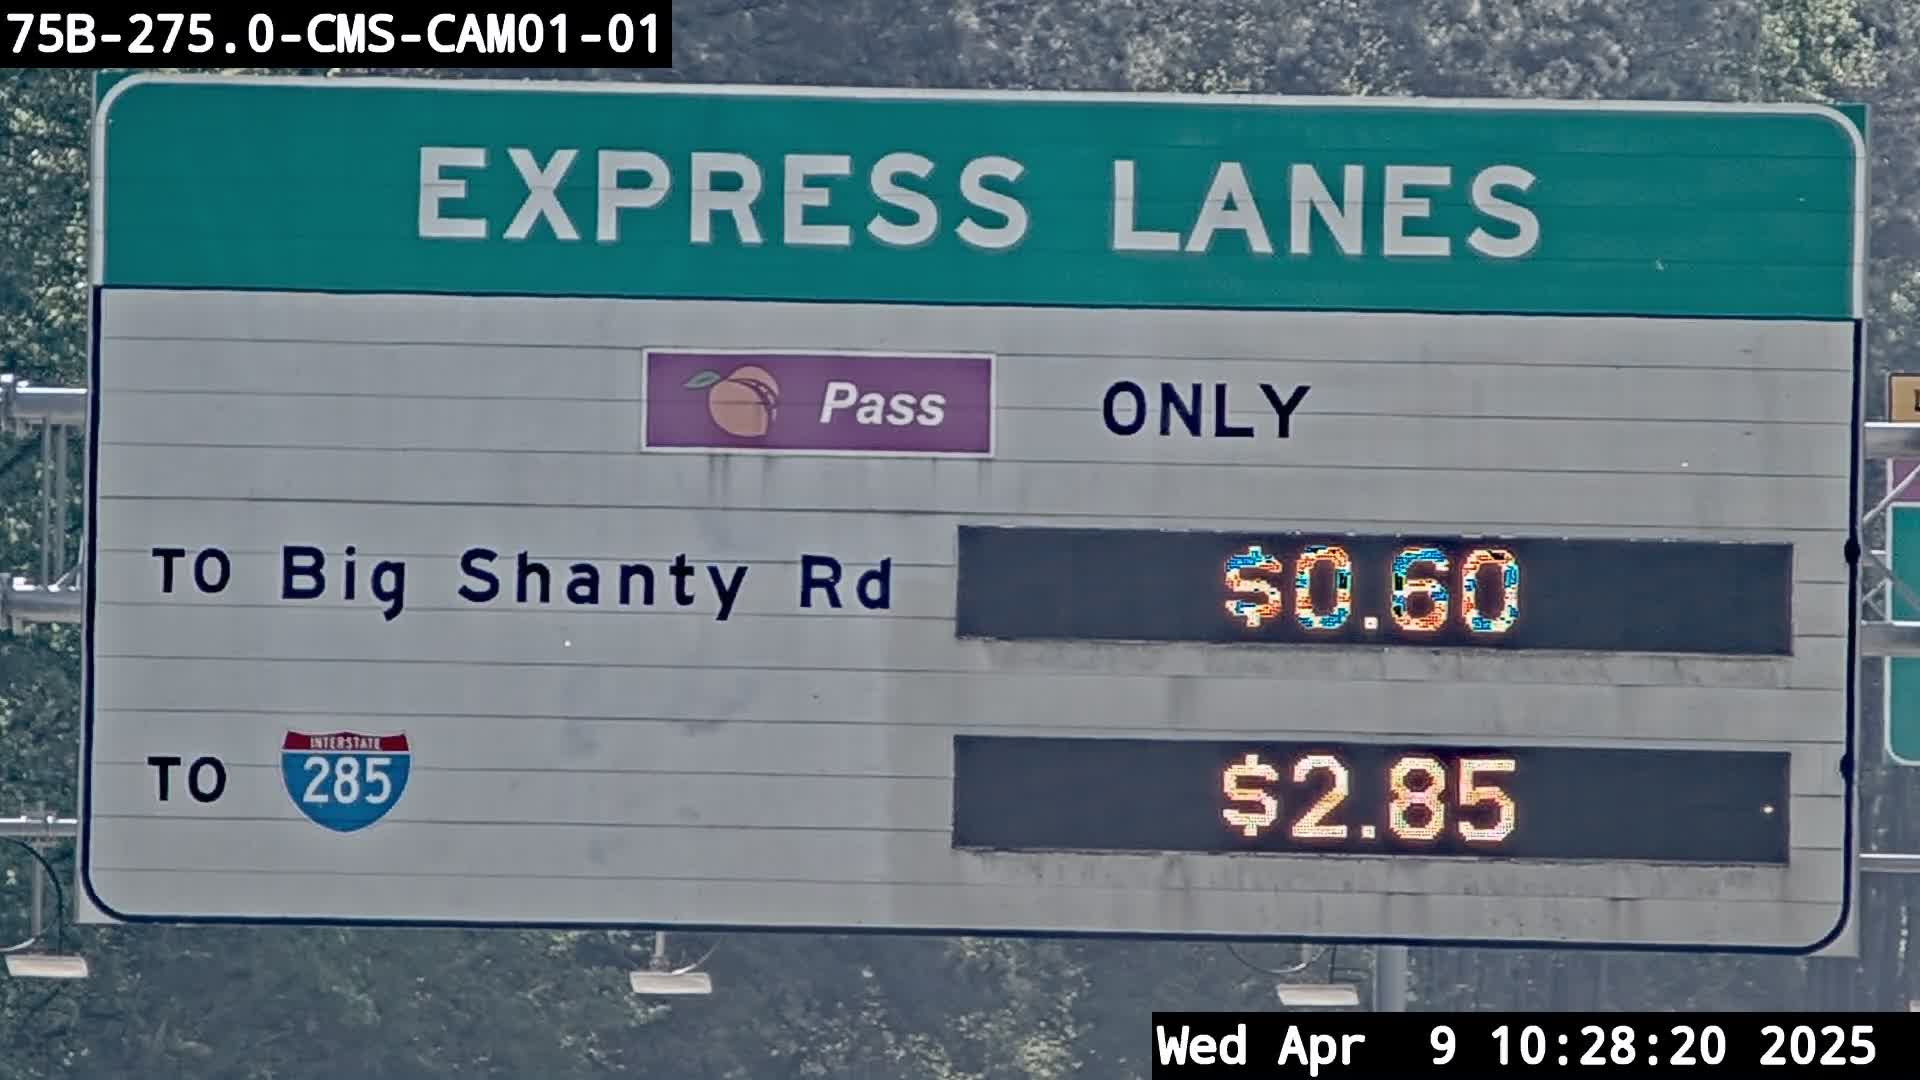 75B-275.0-CMS-CAM01-01
EXPRESS LANES
Pass ONLY
TO Big Shanty Rd $0.60
INTERSTATE
TO 285 $2.85
Wed Apr 9 10:28:20 2025